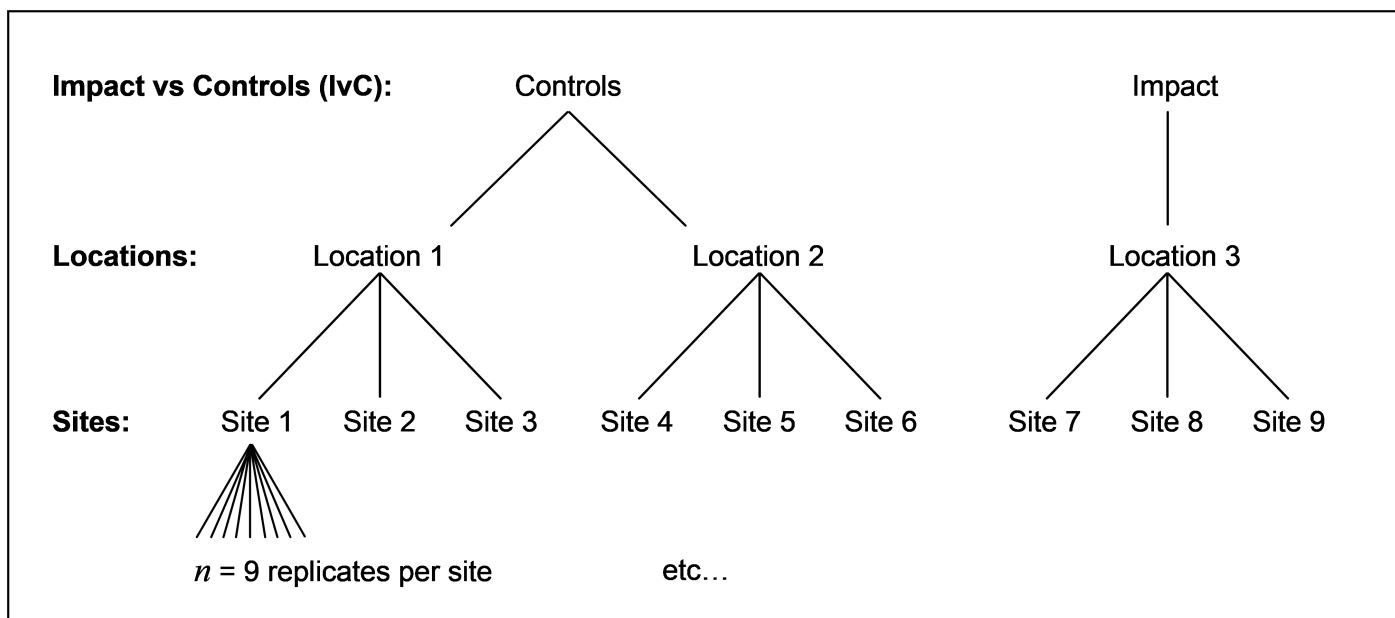 Impact vs Controls (IvC): Controls Impact
Locations: Location 1 Location 2 Location 3
Sites: Site 1 Site 2 Site 3 Site 4 Site 5 Site 6 Site 7 Site 8 Site 9
n = 9 replicates per site etc…